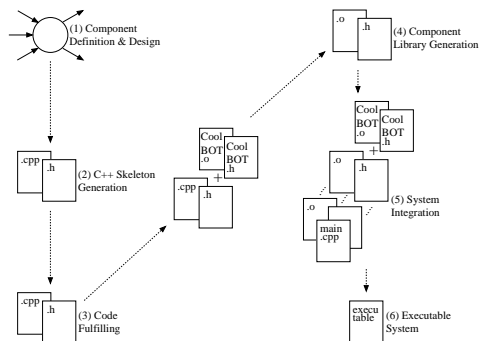 (1) Component
Definition & Design
.cpp
.h
(2) C++ Skeleton
Generation
.cpp
.h
(3) Code
Fulfilling
Cool
BOT
.o
Cool
BOT
.h
+
.cpp
.h
.o
.h
(4) Component
Library Generation
Cool
BOT
.o
Cool
BOT
.h
+
.o
.h
.o
main
.cpp
(5) System
Integration
execu
table
(6) Executable
System